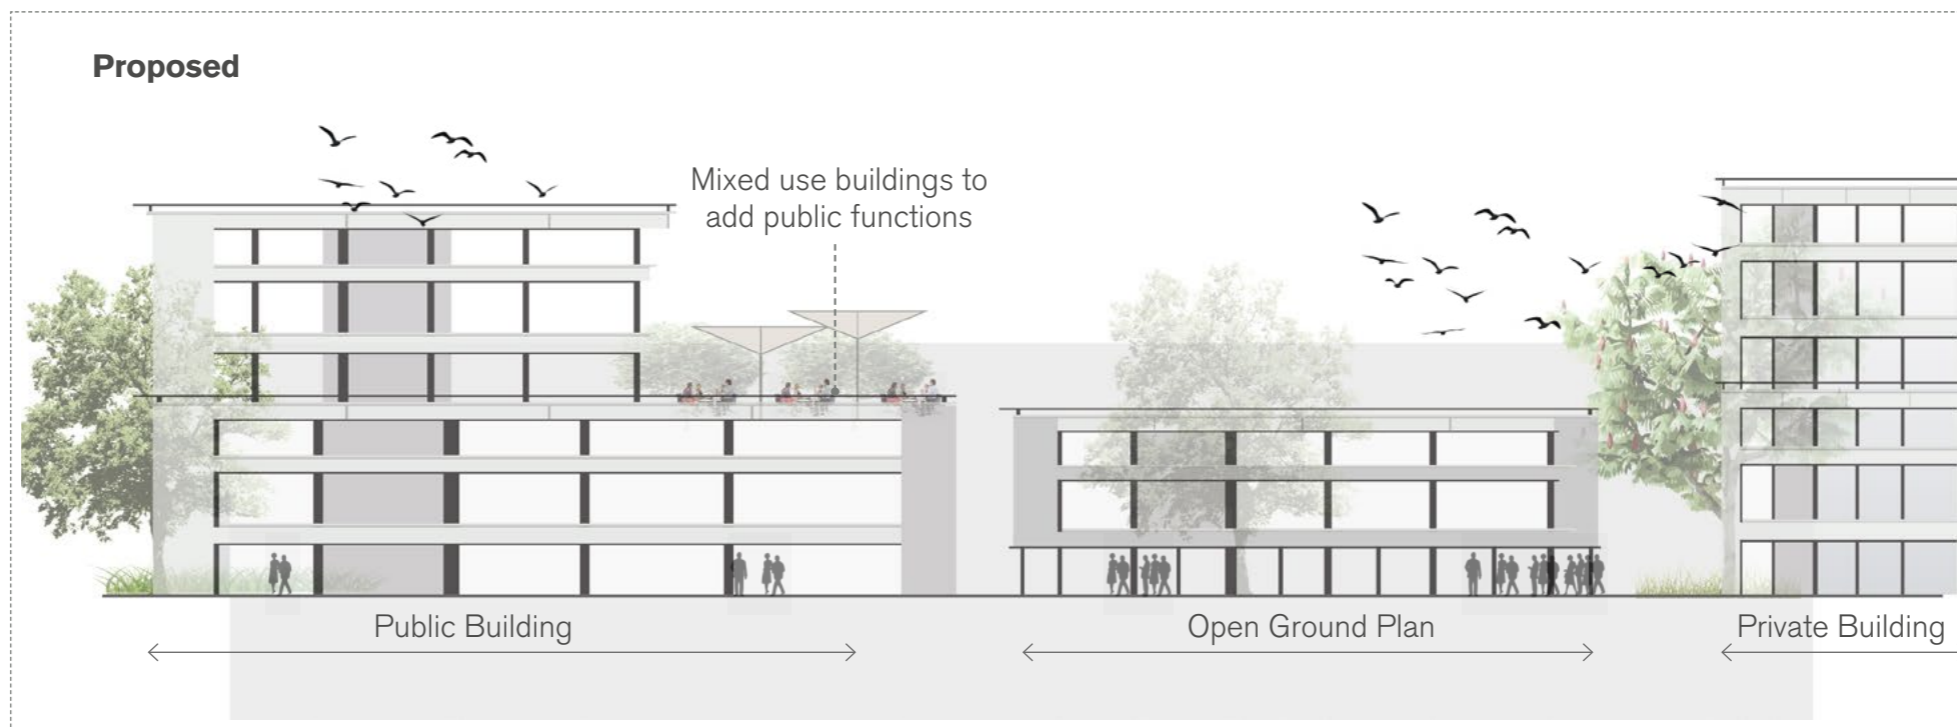 Proposed
Mixed use buildings to
add public functions
Public Building
Open Ground Plan
Private Building